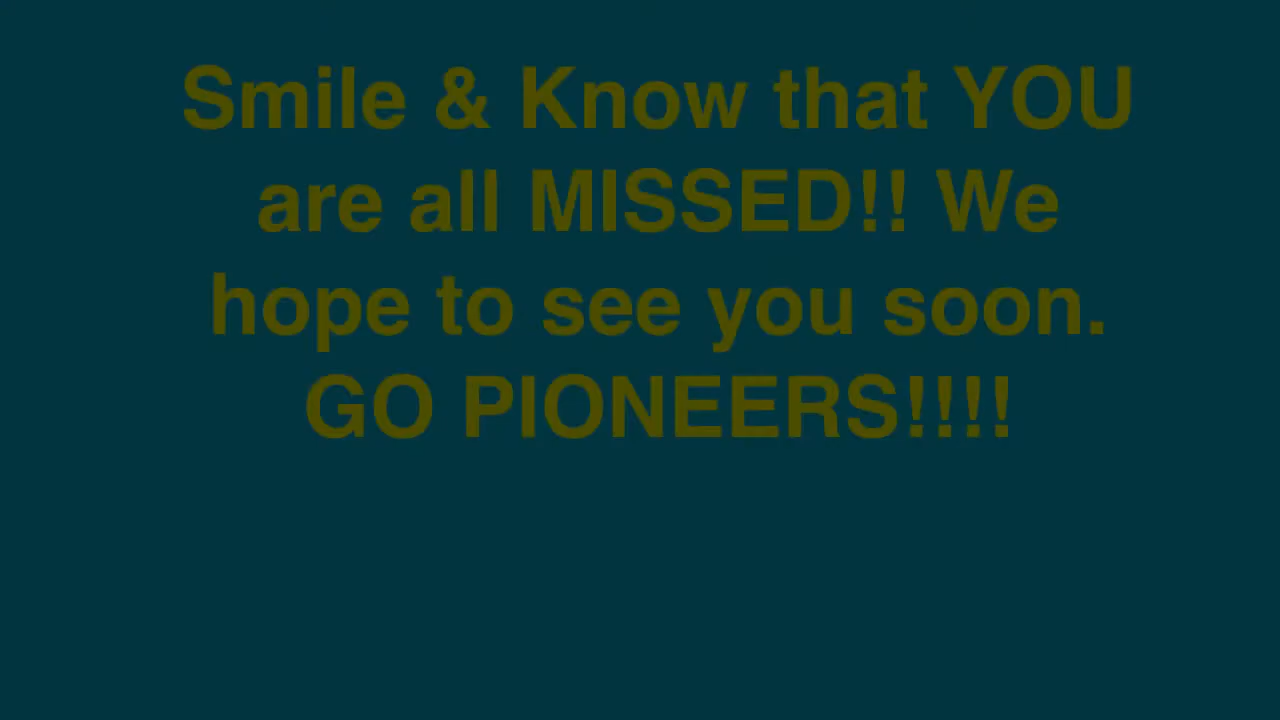 Smile & Know that YOU
are all MISSED!! We
hope to see you soon.
GO PIONEERS!!!!